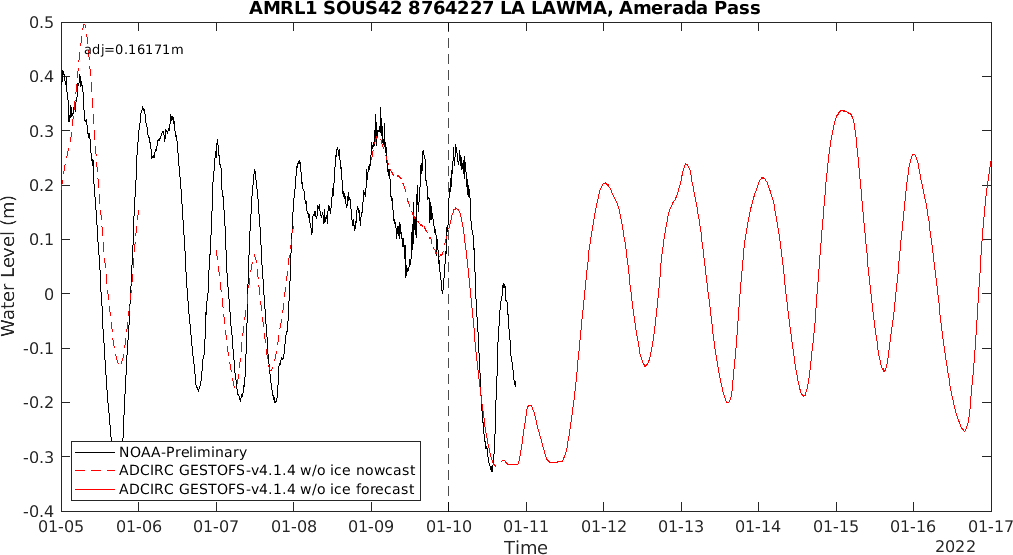 AMRL1 SOUS42 8764227 LA LAWMA, Amerada Pass
adj=0.16171m
0.5
0.4
0.3
0.2
0.1
0
-0.1
-0.2
-0.3
-0.4
Water Level (m)
NOAA-Preliminary
ADCIRC GESTOFS-v4.1.4 w/o ice nowcast
ADCIRC GESTOFS-v4.1.4 w/o ice forecast
01-05 01-06 01-07 01-08 01-09 01-10 01-11 01-12 01-13 01-14 01-15 01-16 01-17
Time
2022